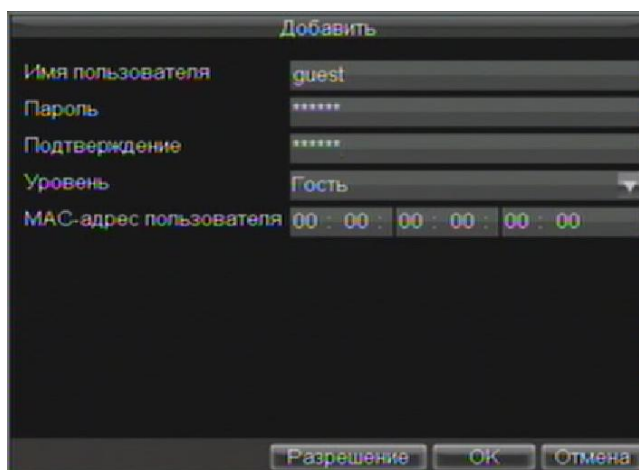 Добавить
Имя пользователя guest
Пароль ******
Подтверждение ******
Уровень Гость
МАС-адрес пользователя 00 : 00 : 00 : 00 : 00 : 00
Разрешение OK Отмена